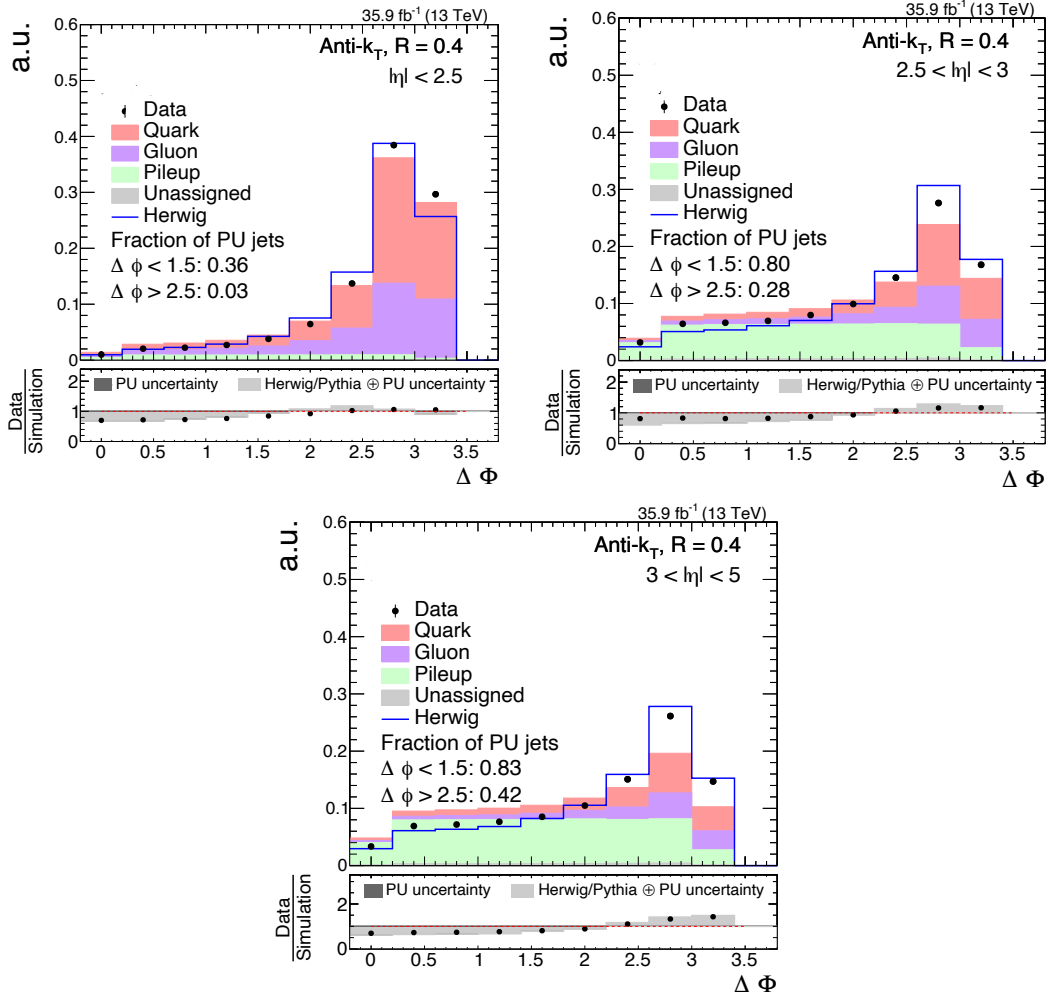 35.9 fb⁻¹ (13 TeV)
a.u.
0.6
0.5
0.4
0.3
0.2
0.1
0
Anti-kT, R = 0.4
|η| < 2.5
Data
Quark
Gluon
Pileup
Unassigned
Herwig
Fraction of PU jets
Δ ϕ < 1.5: 0.36
Δ ϕ > 2.5: 0.03
Data
Simulation
2
1
0
PU uncertainty
Herwig/Pythia ⊕ PU uncertainty
0 0.5 1 1.5 2 2.5 3 3.5
Δ Φ
35.9 fb⁻¹ (13 TeV)
a.u.
0.6
0.5
0.4
0.3
0.2
0.1
0
Anti-kT, R = 0.4
2.5 < |η| < 3
Data
Quark
Gluon
Pileup
Unassigned
Herwig
Fraction of PU jets
Δ ϕ < 1.5: 0.80
Δ ϕ > 2.5: 0.28
Data
Simulation
2
1
0
PU uncertainty
Herwig/Pythia ⊕ PU uncertainty
0 0.5 1 1.5 2 2.5 3 3.5
Δ Φ
35.9 fb⁻¹ (13 TeV)
a.u.
0.6
0.5
0.4
0.3
0.2
0.1
0
Anti-kT, R = 0.4
3 < |η| < 5
Data
Quark
Gluon
Pileup
Unassigned
Herwig
Fraction of PU jets
Δ ϕ < 1.5: 0.83
Δ ϕ > 2.5: 0.42
Data
Simulation
2
1
0
PU uncertainty
Herwig/Pythia ⊕ PU uncertainty
0 0.5 1 1.5 2 2.5 3 3.5
Δ Φ